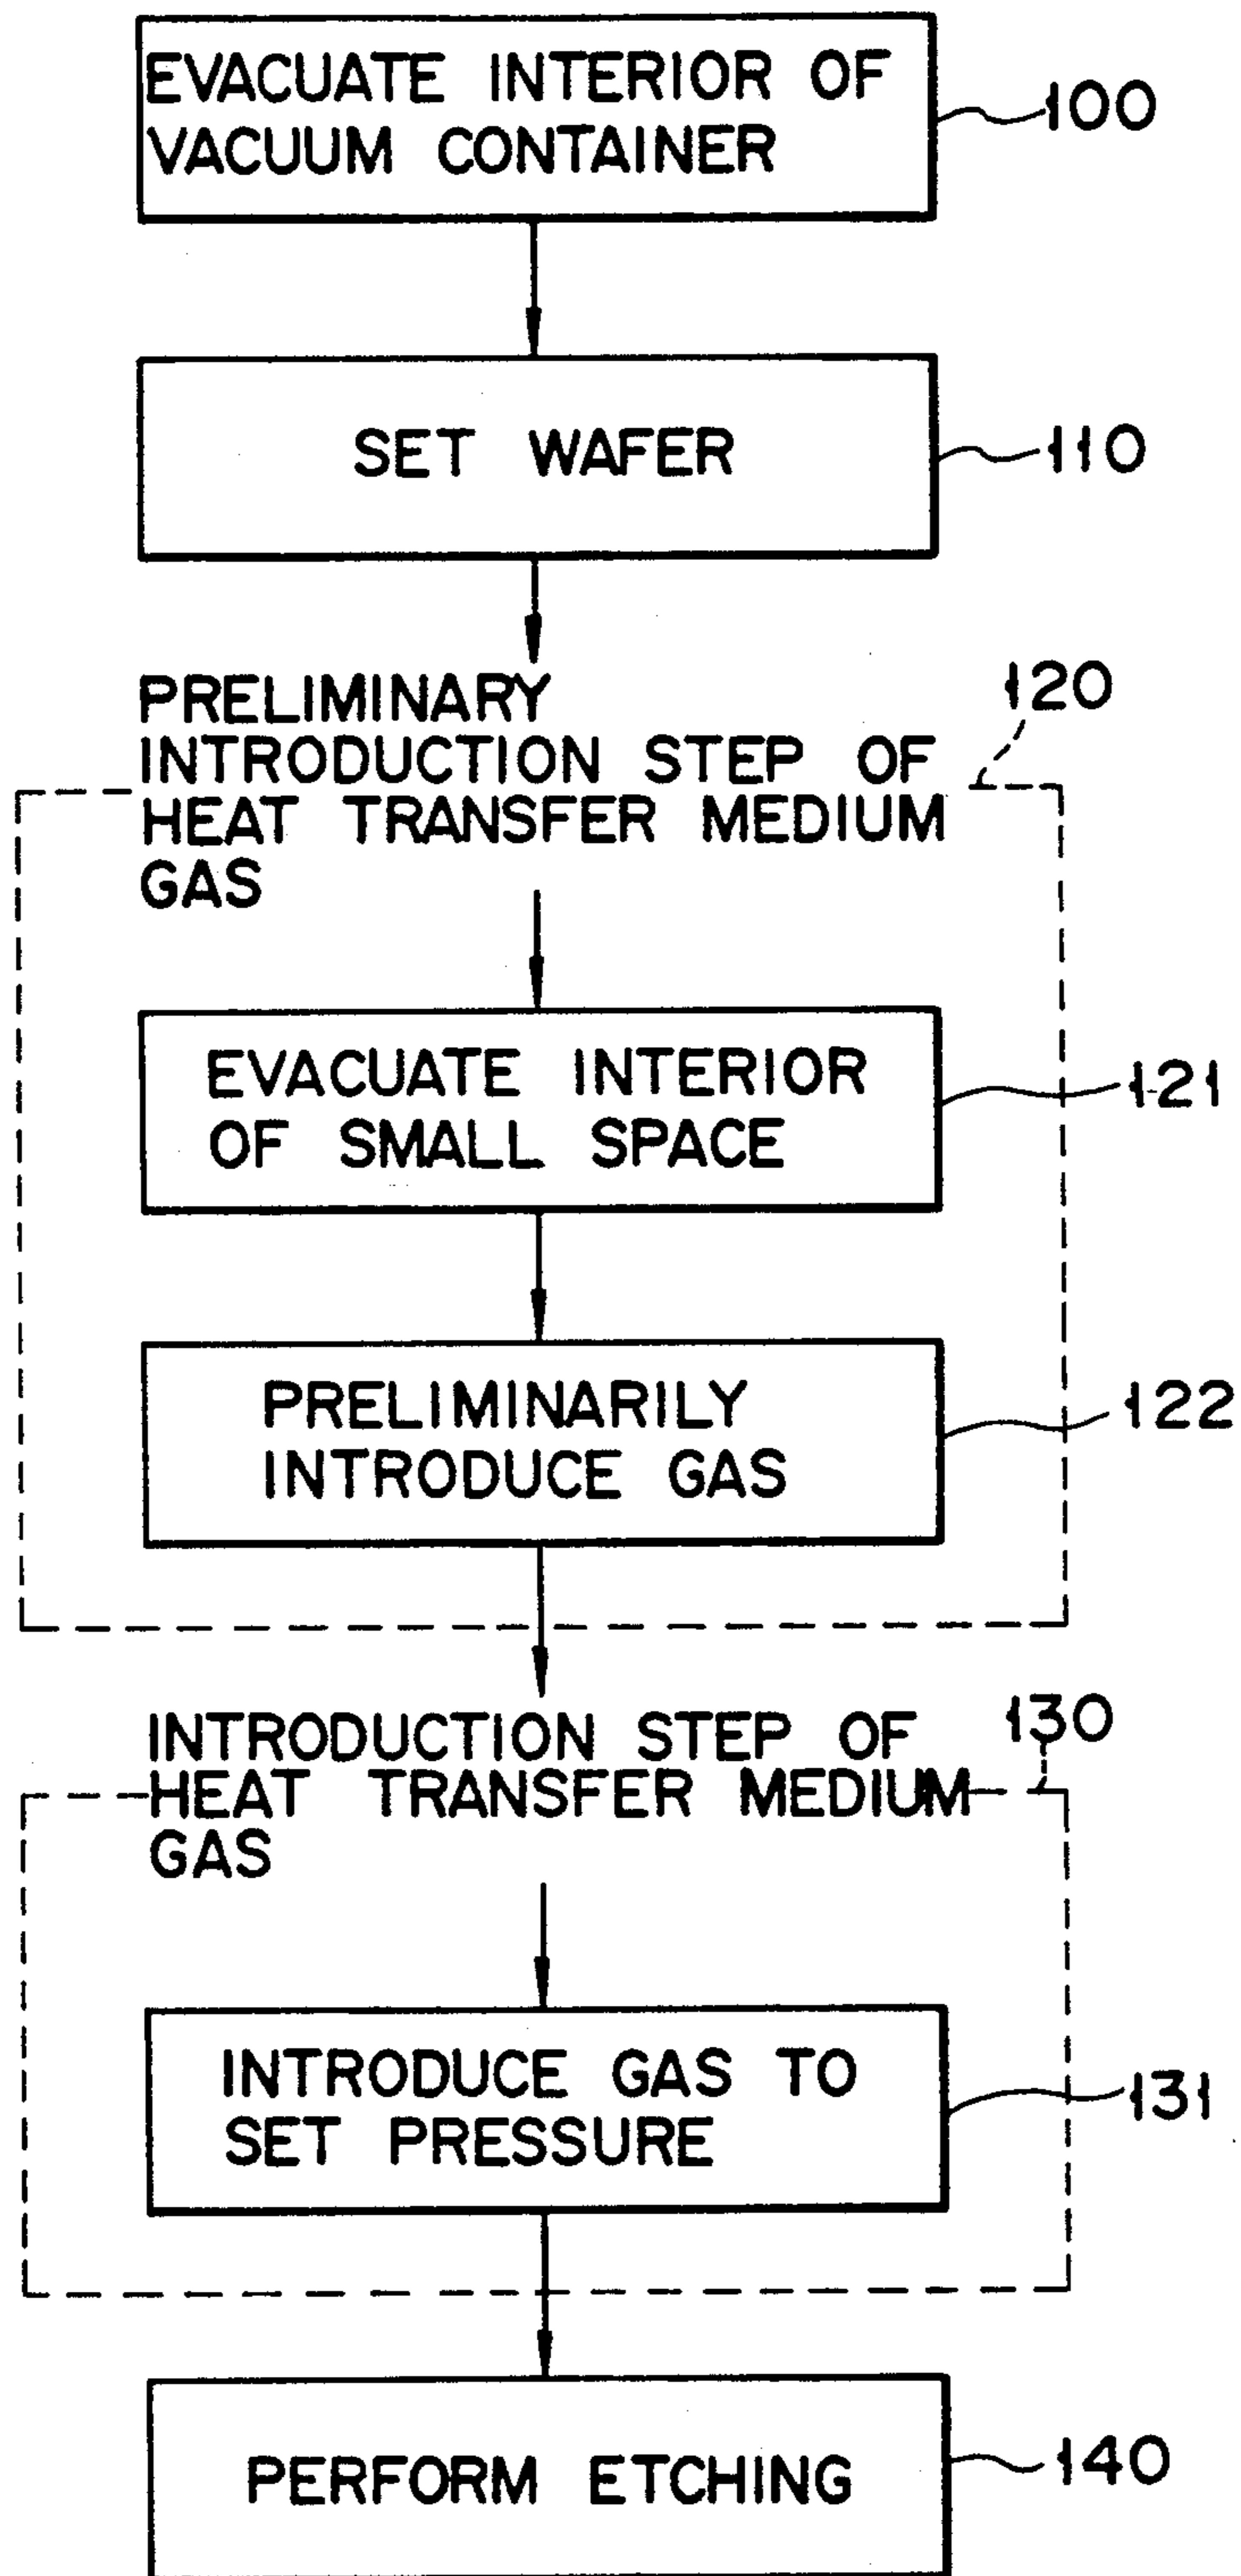 EVACUATE INTERIOR OF
VACUUM CONTAINER
100
SET WAFER
110
PRELIMINARY
INTRODUCTION STEP OF
HEAT TRANSFER MEDIUM
GAS
120
EVACUATE INTERIOR
OF SMALL SPACE
121
PRELIMINARILY
INTRODUCE GAS
122
INTRODUCTION STEP OF
HEAT TRANSFER MEDIUM
GAS
130
INTRODUCE GAS TO
SET PRESSURE
131
PERFORM ETCHING
140